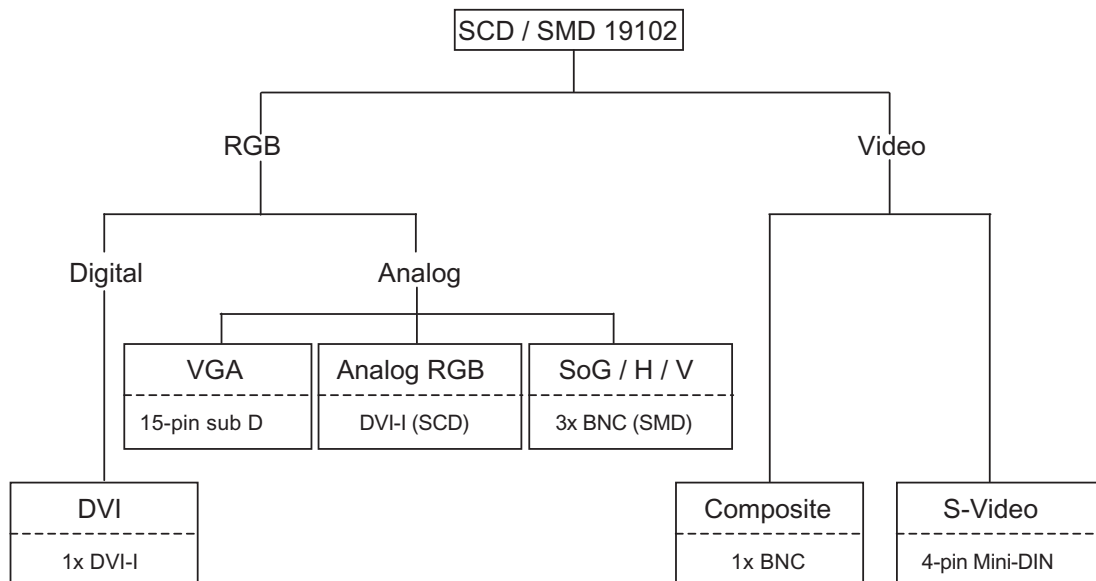 SCD / SMD 19102
RGB
Video
Digital
Analog
VGA
15-pin sub D
Analog RGB
DVI-I (SCD)
SoG / H / V
3x BNC (SMD)
DVI
1x DVI-I
Composite
1x BNC
S-Video
4-pin Mini-DIN